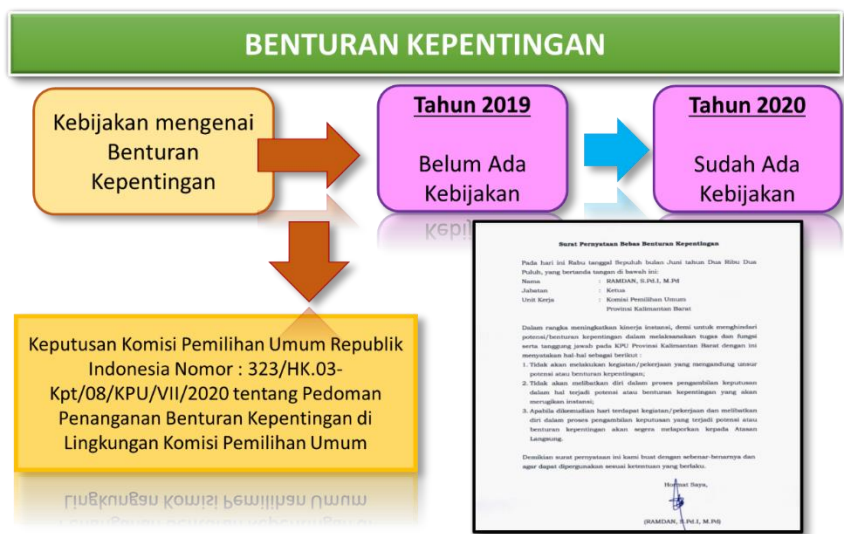 BENTURAN KEPENTINGAN
Kebijakan mengenai
Benturan
Kepentingan
Tahun 2019
Belum Ada
Kebijakan
Tahun 2020
Sudah Ada
Kebijakan
Keputusan Komisi Pemilihan Umum Republik
Indonesia Nomor : 323/HK.03-
Kpt/08/KPU/VII/2020 tentang Pedoman
Penanganan Benturan Kepentingan di
Lingkungan Komisi Pemilihan Umum
Surat Pernyataan Bebas Benturan Kepentingan
Pada hari ini Rabu tanggal Sepuluh bulan Juni tahun Dua Ribu Dua
Puluh, yang bertanda tangan di bawah ini:
Nama : RAMDAN, S.Pd.I, M.Pd
Jabatan : Ketua
Unit Kerja : Komisi Pemilihan Umum
Provinsi Kalimantan Barat
Dalam rangka meningkatkan kinerja instansi, demi untuk menghindari
potensi/benturan kepentingan dalam melaksanakan tugas dan fungsi
serta tanggung jawab pada KPU Provinsi Kalimantan Barat dengan ini
menyatakan hal-hal sebagai berikut :
1. Tidak akan melakukan kegiatan/pekerjaan yang mengandung unsur
potensi atau benturan kepentingan;
2. Tidak akan melibatkan diri dalam proses pengambilan keputusan
dalam hal terjadi potensi atau benturan kepentingan yang akan
merugikan instansi;
3. Apabila dikemudian hari terdapat kegiatan/pekerjaan dan melibatkan
diri dalam proses pengambilan keputusan yang terjadi potensi atau
benturan kepentingan akan segera melaporkan kepada Atasan
Langsung.
Demikian surat pernyataan ini kami buat dengan sebenar-benarnya dan
agar dapat dipergunakan sesuai ketentuan yang berlaku.
Hormat Saya,
(RAMDAN, S.Pd.I, M.Pd)